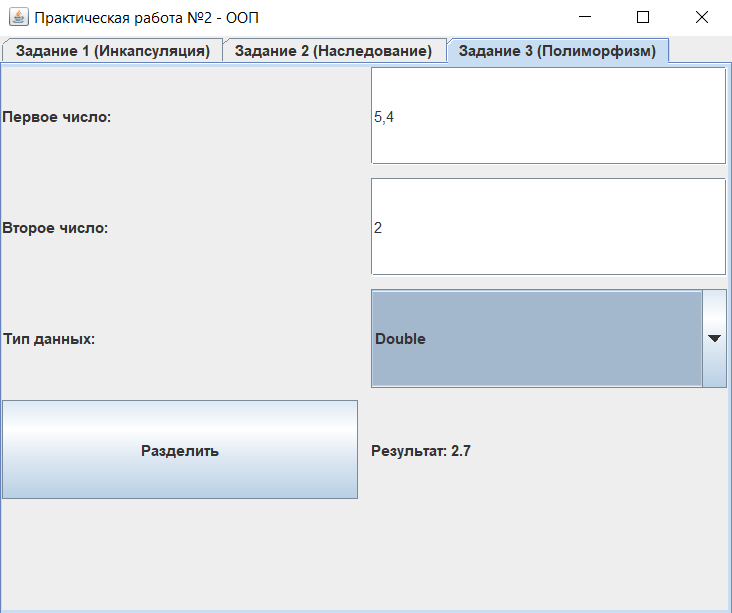 Практическая работа №2 - ООП
Задание 1 (Инкапсуляция) Задание 2 (Наследование) Задание 3 (Полиморфизм)
Первое число: 5,4
Второе число: 2
Тип данных: Double
Разделить Результат: 2.7